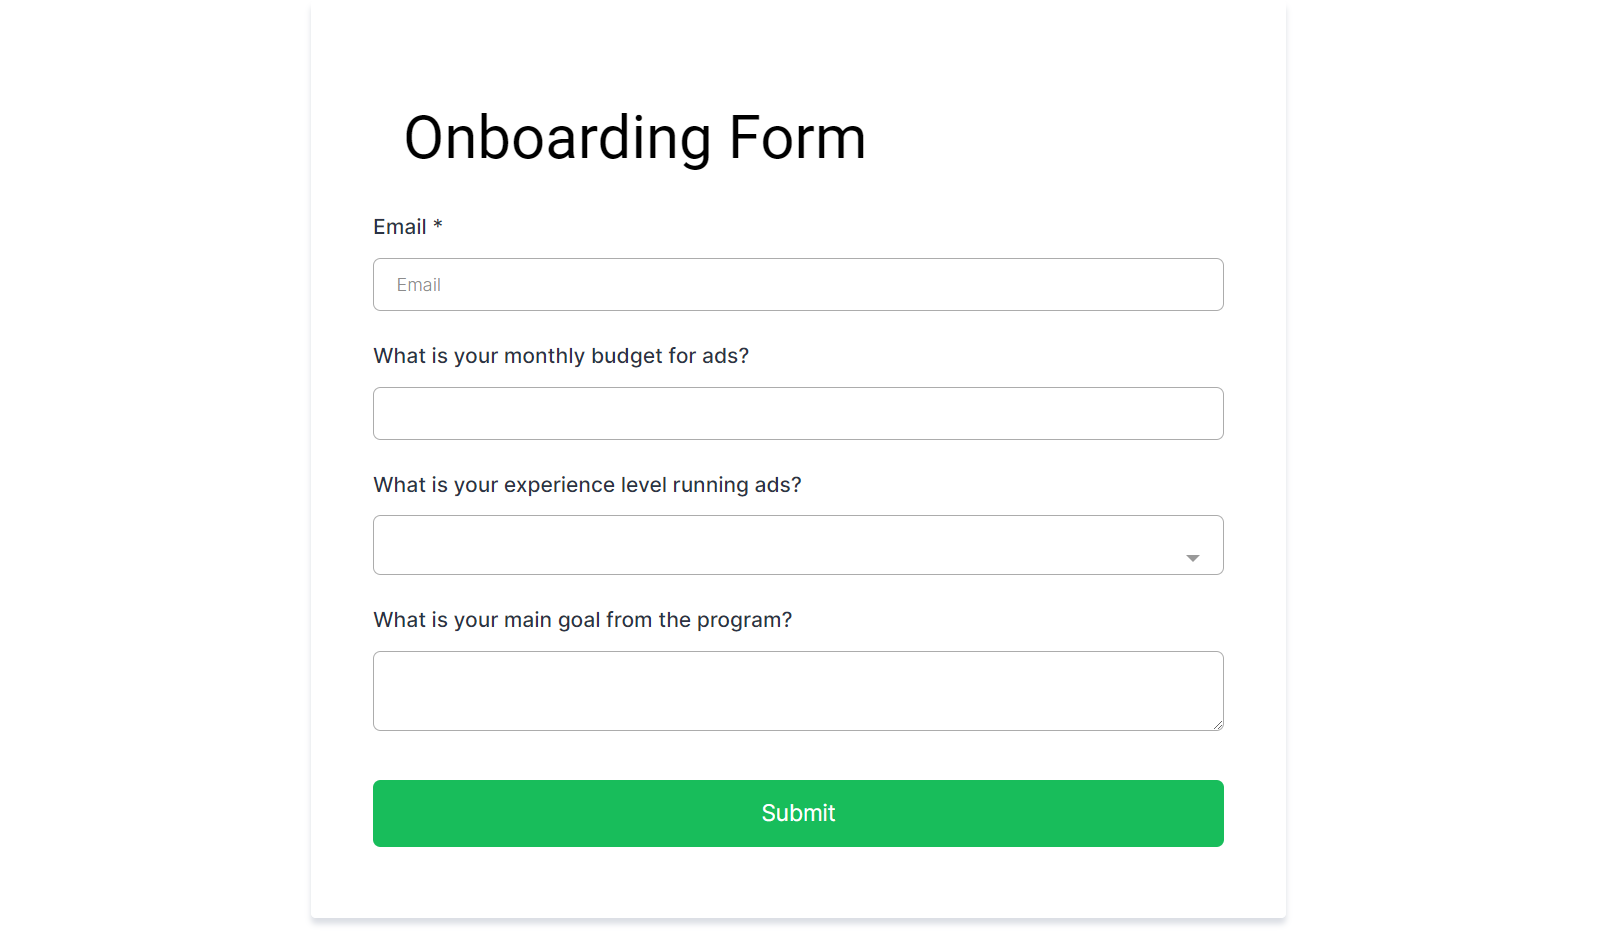 Onboarding Form
Email *
Email
What is your monthly budget for ads?
What is your experience level running ads?
What is your main goal from the program?
Submit